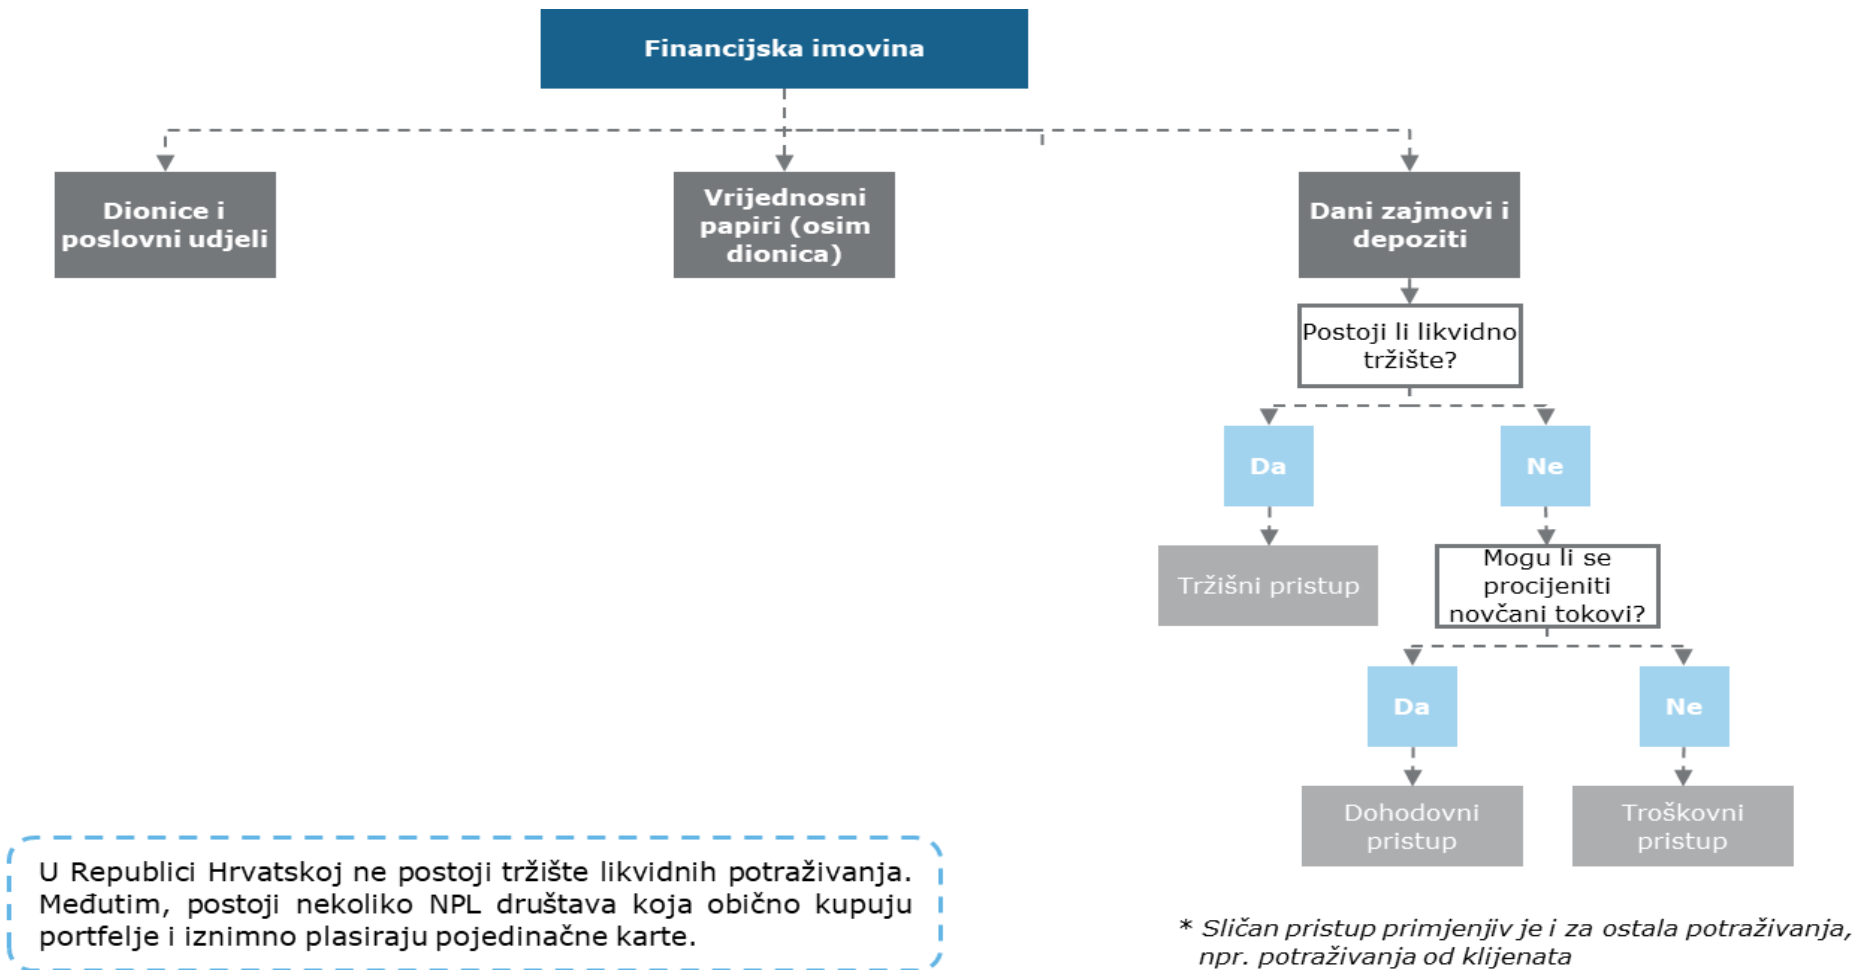 Financijska imovina
Dionice i
poslovni udjeli
Vrijednosni
papiri (osim
dionica)
Dani zajmovi i
depoziti
Postoji li likvidno
tržište?
Da
Ne
Tržišni pristup
Mogu li se
procijeniti
novčani tokovi?
Da
Ne
Dohodovni
pristup
Troškovni
pristup
U Republici Hrvatskoj ne postoji tržište likvidnih potraživanja.
Međutim, postoji nekoliko NPL društava koja obično kupuju
portfelje i iznimno plasiraju pojedinačne karte.
* Sličan pristup primjenjiv je i za ostala potraživanja,
npr. potraživanja od klijenata